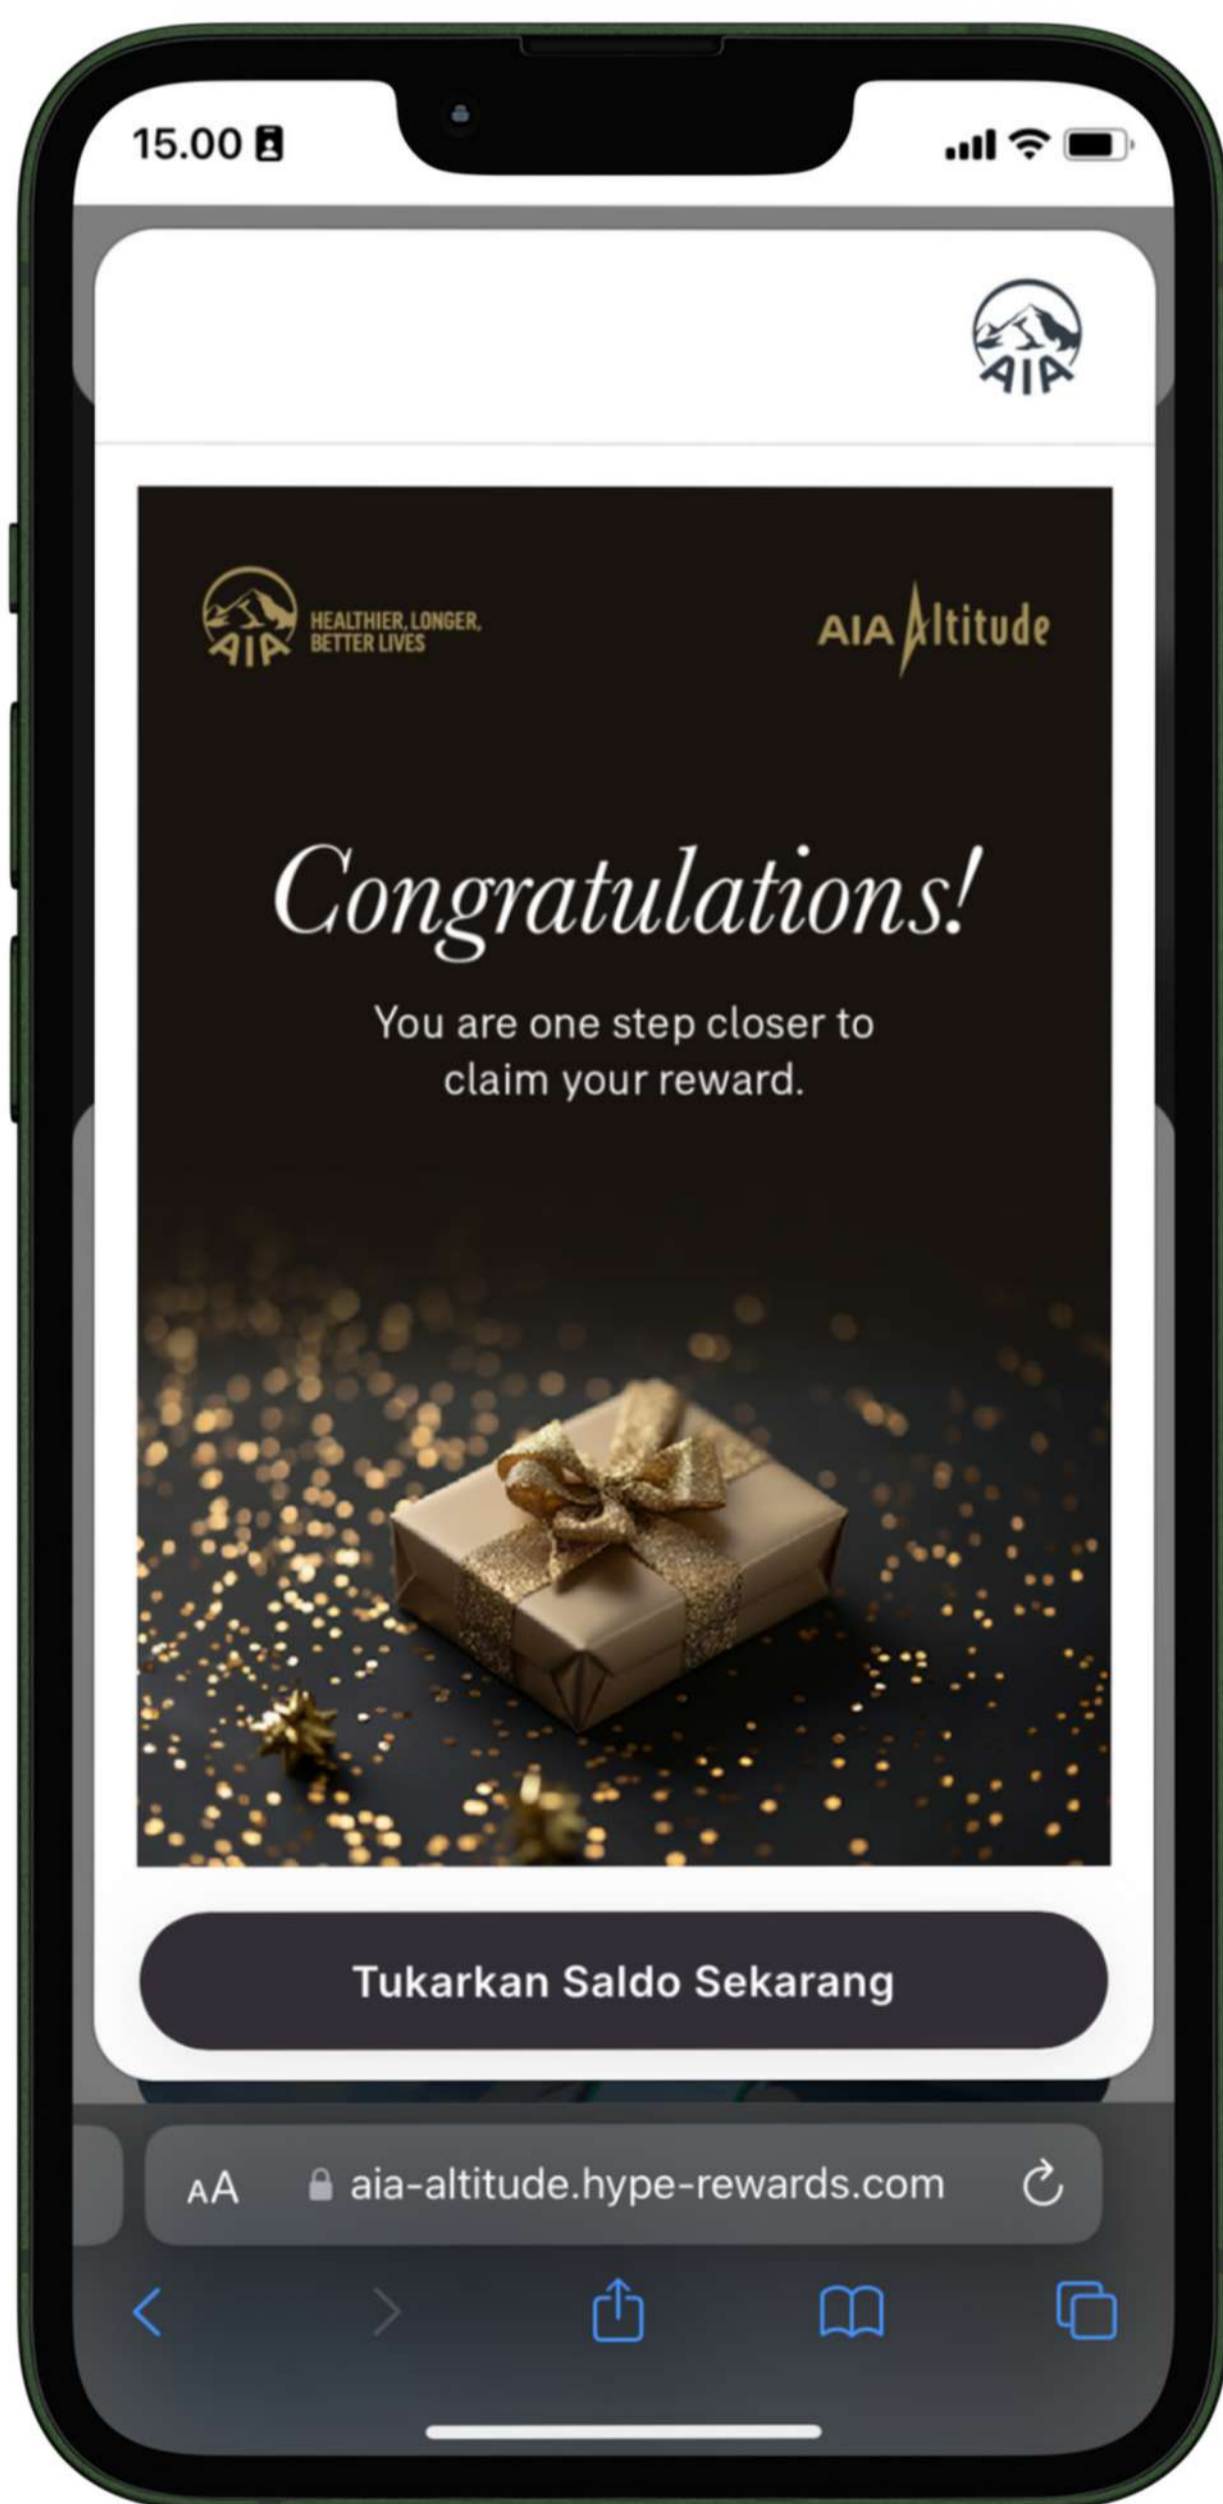 15.00
AIA
AIA
HEALTHIER, LONGER,
BETTER LIVES
AIA Altitude
Congratulations!
You are one step closer to
claim your reward.
Tukarkan Saldo Sekarang
AA
aia-altitude.hype-rewards.com